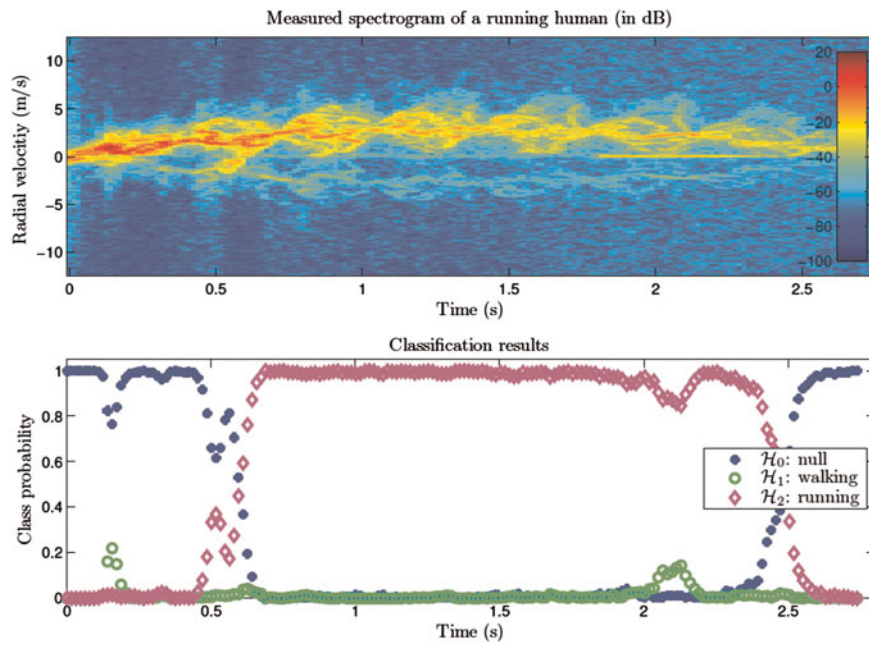 Measured spectrogram of a running human (in dB)
Radial velocitiy (m/s)
10
5
0
−5
−10
20
0
−20
−40
−60
−80
−100
0 0.5 1 1.5 2 2.5
Time (s)
Classification results
Class probability
1
0.8
0.6
0.4
0.2
0
H₀: null
H₁: walking
H₂: running
0 0.5 1 1.5 2 2.5
Time (s)